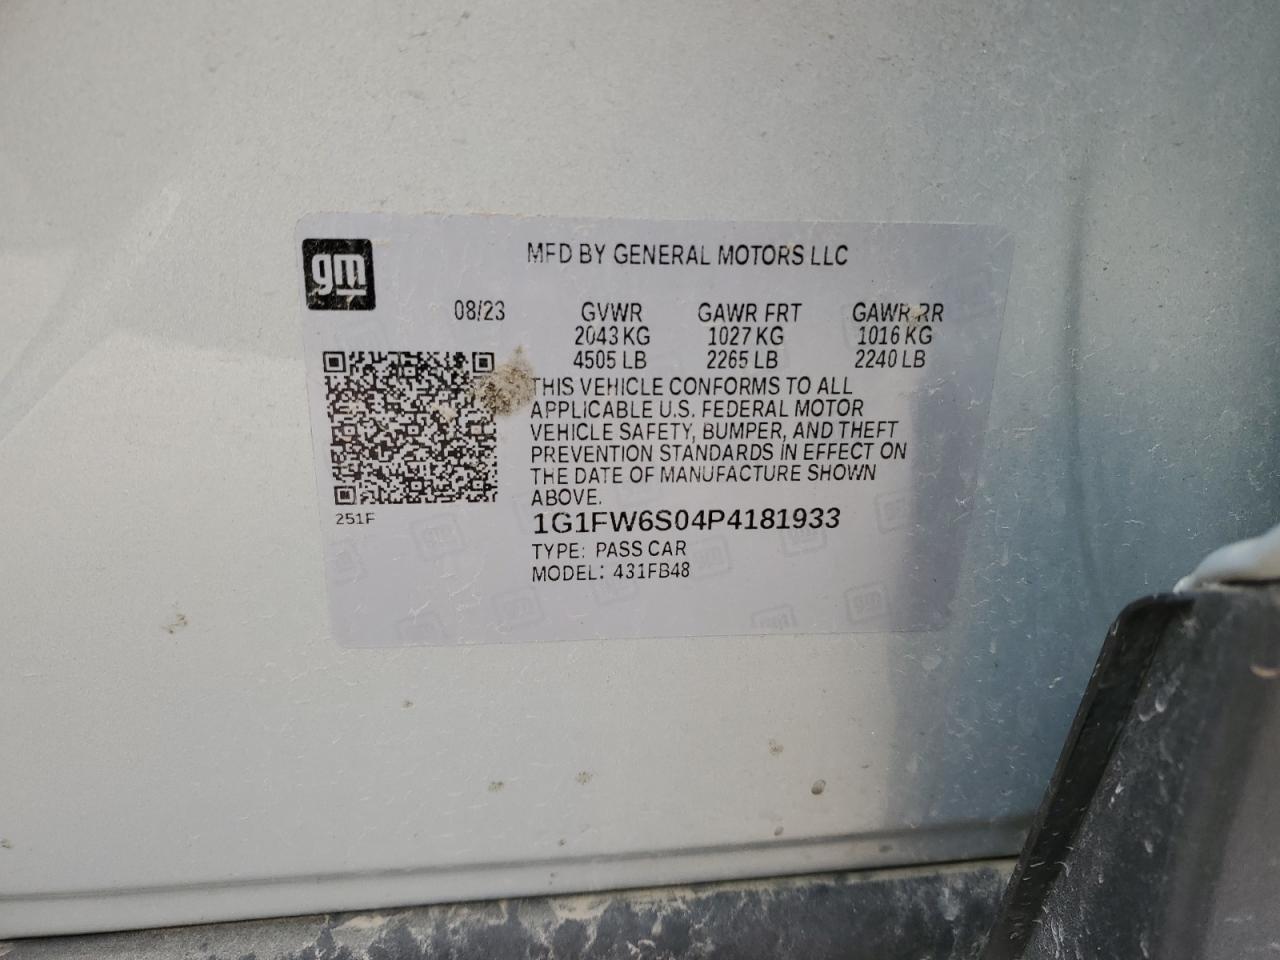 gm
MFD BY GENERAL MOTORS LLC
08/23 GVWR GAWR FRT GAWR RR
2043 KG 1027 KG 1016 KG
4505 LB 2265 LB 2240 LB
THIS VEHICLE CONFORMS TO ALL
APPLICABLE U.S. FEDERAL MOTOR
VEHICLE SAFETY, BUMPER, AND THEFT
PREVENTION STANDARDS IN EFFECT ON
THE DATE OF MANUFACTURE SHOWN
ABOVE.
251F
1G1FW6S04P4181933
TYPE: PASS CAR
MODEL: 431FB48